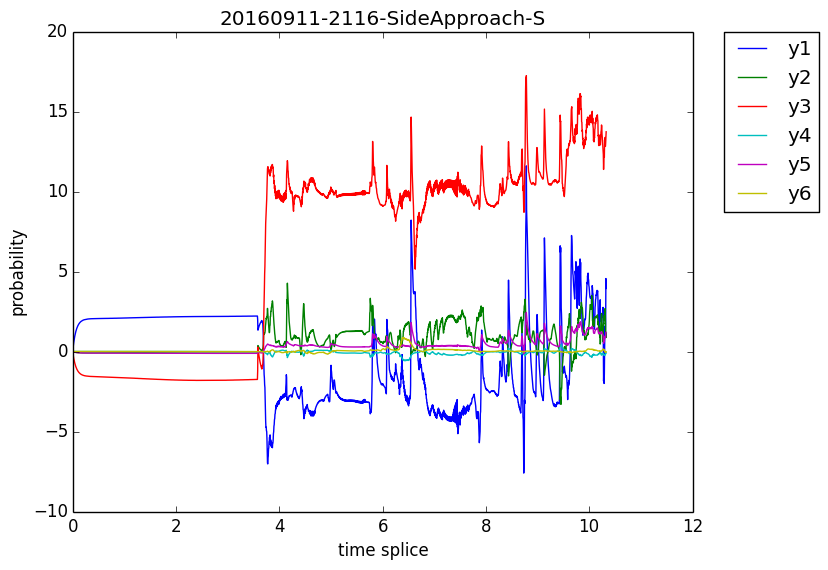 20160911-2116-SideApproach-S
20
15
10
5
0
−5
−10
probability
0 2 4 6 8 10 12
time splice
y1
y2
y3
y4
y5
y6